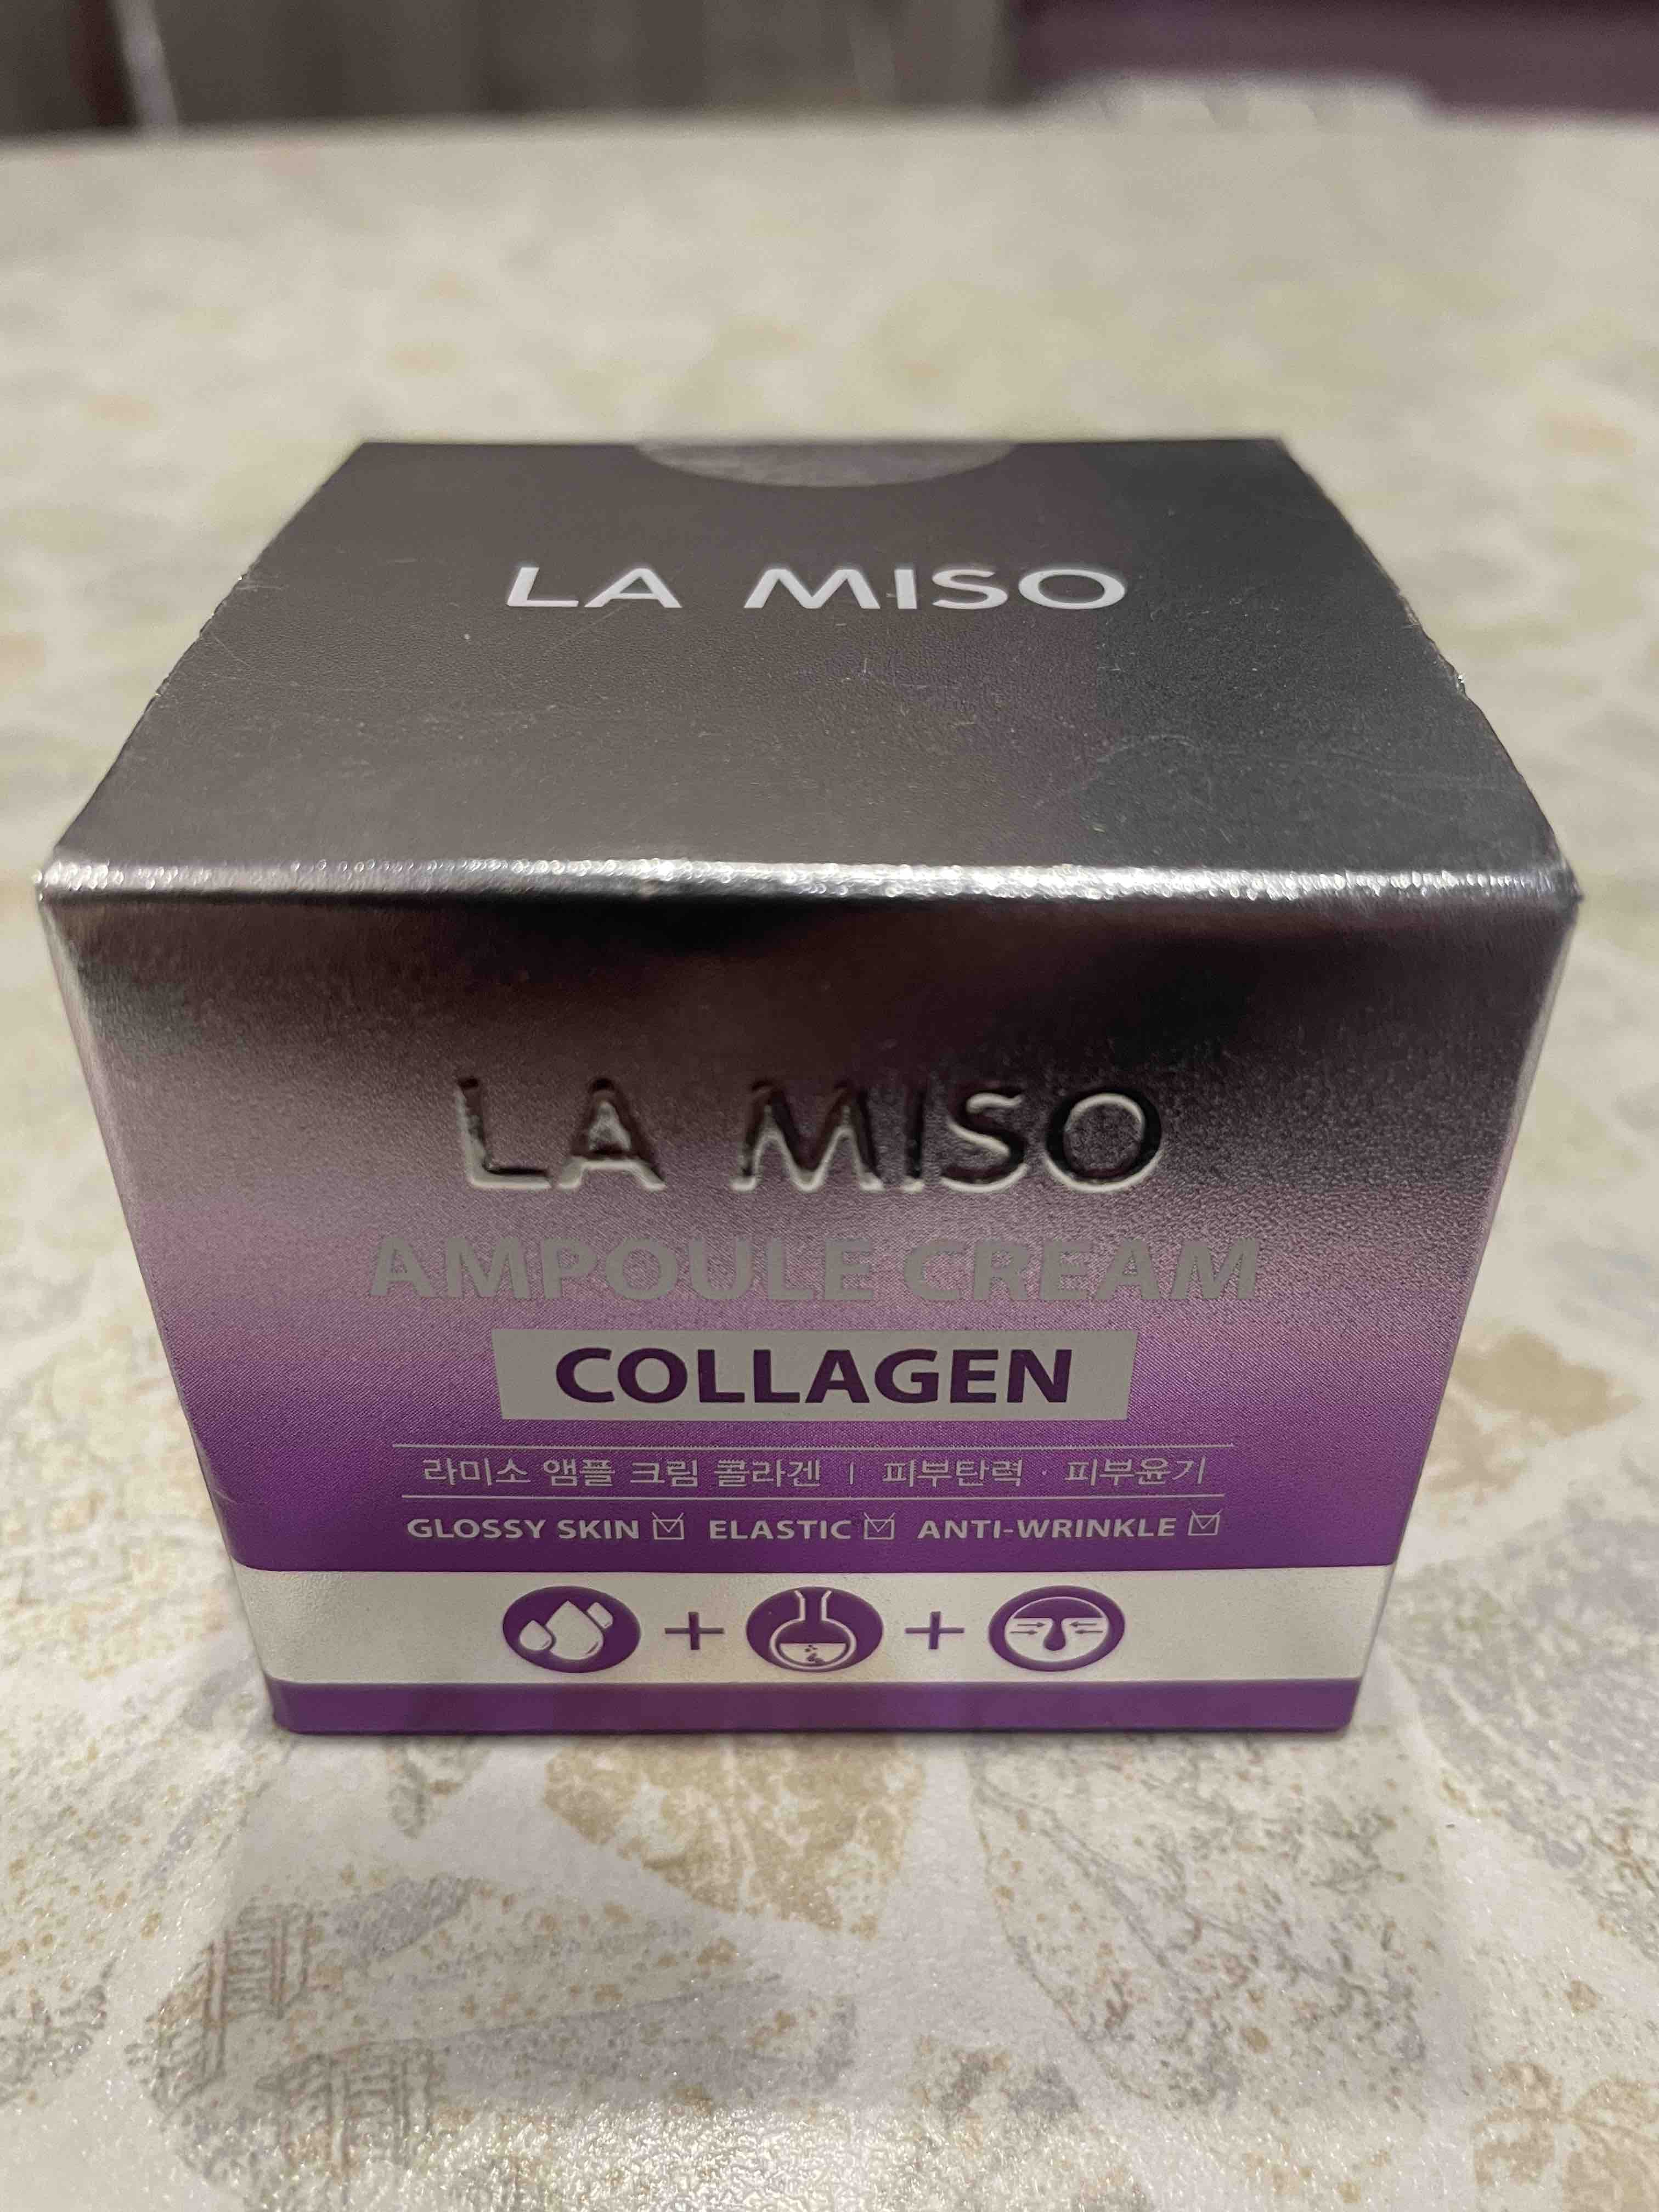 LA MISO
LA MISO
AMPOULE CREAM
COLLAGEN
라미소 앰플 크림 콜라겐 | 피부탄력 · 피부윤기
GLOSSY SKIN ☑ ELASTIC ☑ ANTI-WRINKLE ☑